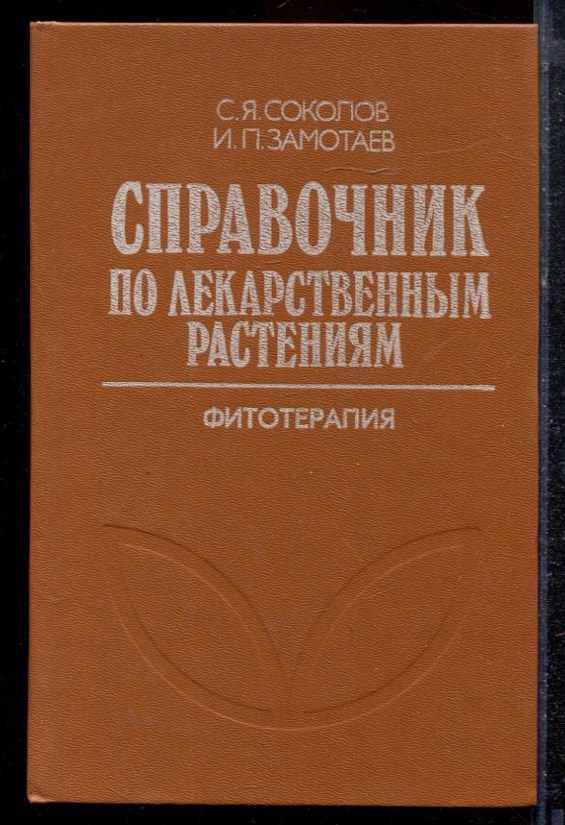 С.Я.СОКОЛОВ
И.П.ЗАМОТАЕВ
СПРАВОЧНИК
ПО ЛЕКАРСТВЕННЫМ
РАСТЕНИЯМ
ФИТОТЕРАПИЯ